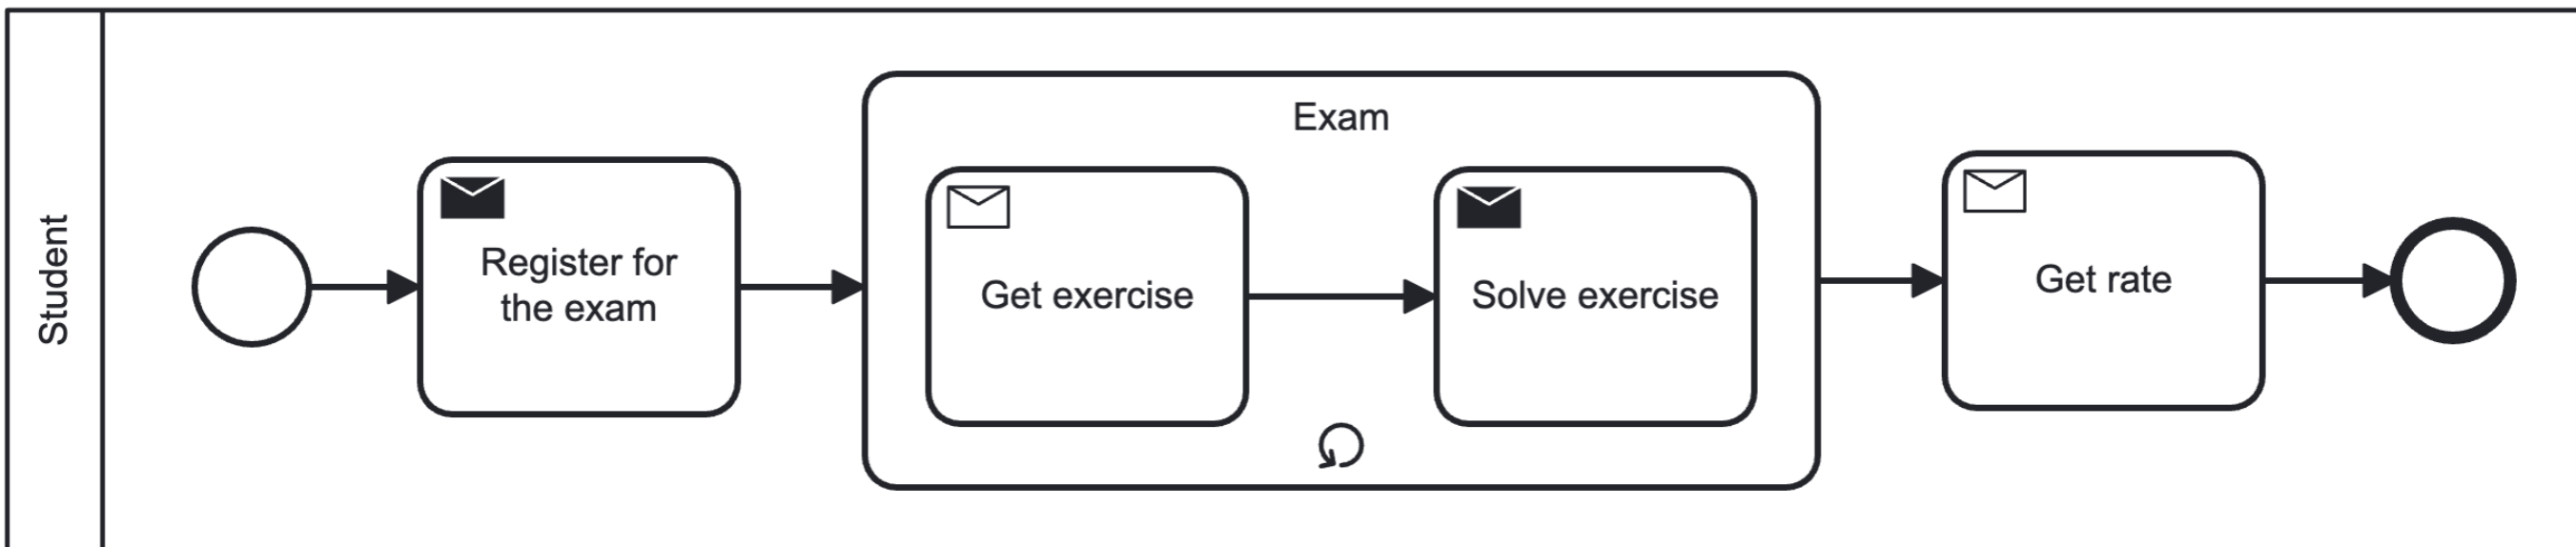 Student
Register for
the exam
Exam
Get exercise
Solve exercise
Get rate